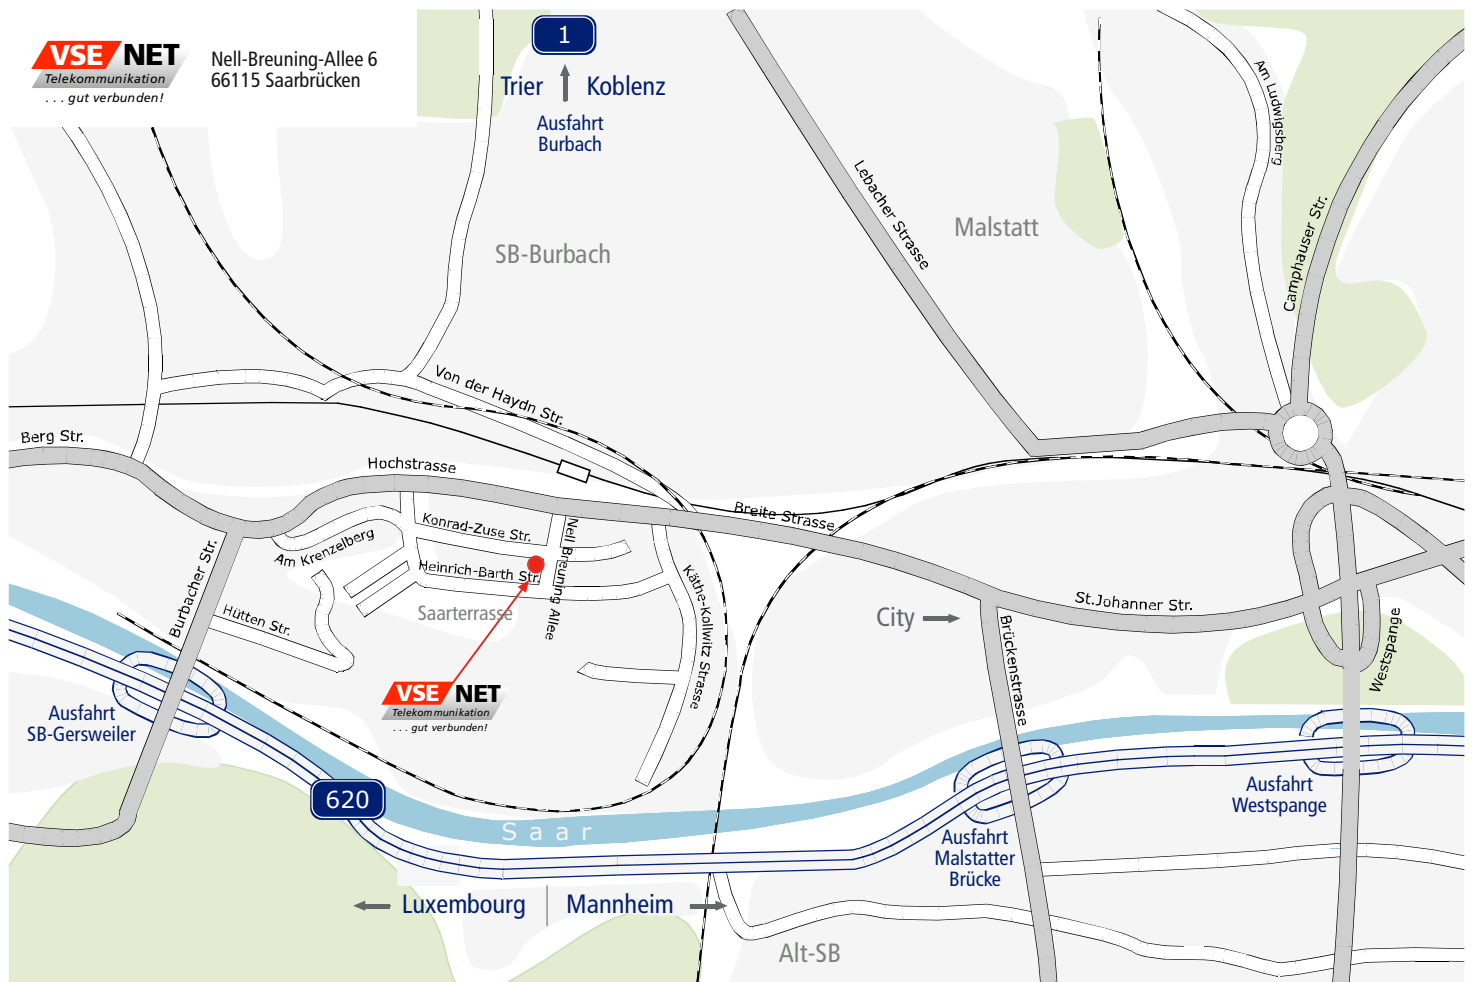 VSE NET
Telekommunikation
. . . gut verbunden!
Nell-Breuning-Allee 6
66115 Saarbrücken
1
Trier Koblenz
Ausfahrt
Burbach
Am Ludwigsberg
Lebacher Strasse
Malstatt
Camphauser Str.
SB-Burbach
Von der Haydn Str.
Berg Str.
Hochstrasse
Breite Strasse
Konrad-Zuse Str.
Nell Breuning Allee
Am Krenzelberg
Heinrich-Barth Str.
Burbacher Str.
Käthe-Kollwitz Strasse
Hütten Str.
Saarterrasse
City
St.Johanner Str.
Brückenstrasse
Westspange
VSE NET
Telekommunikation
. . . gut verbunden!
Ausfahrt
SB-Gersweiler
Ausfahrt
Westspange
620
Saar
Ausfahrt
Malstatter
Brücke
Luxembourg
Mannheim
Alt-SB